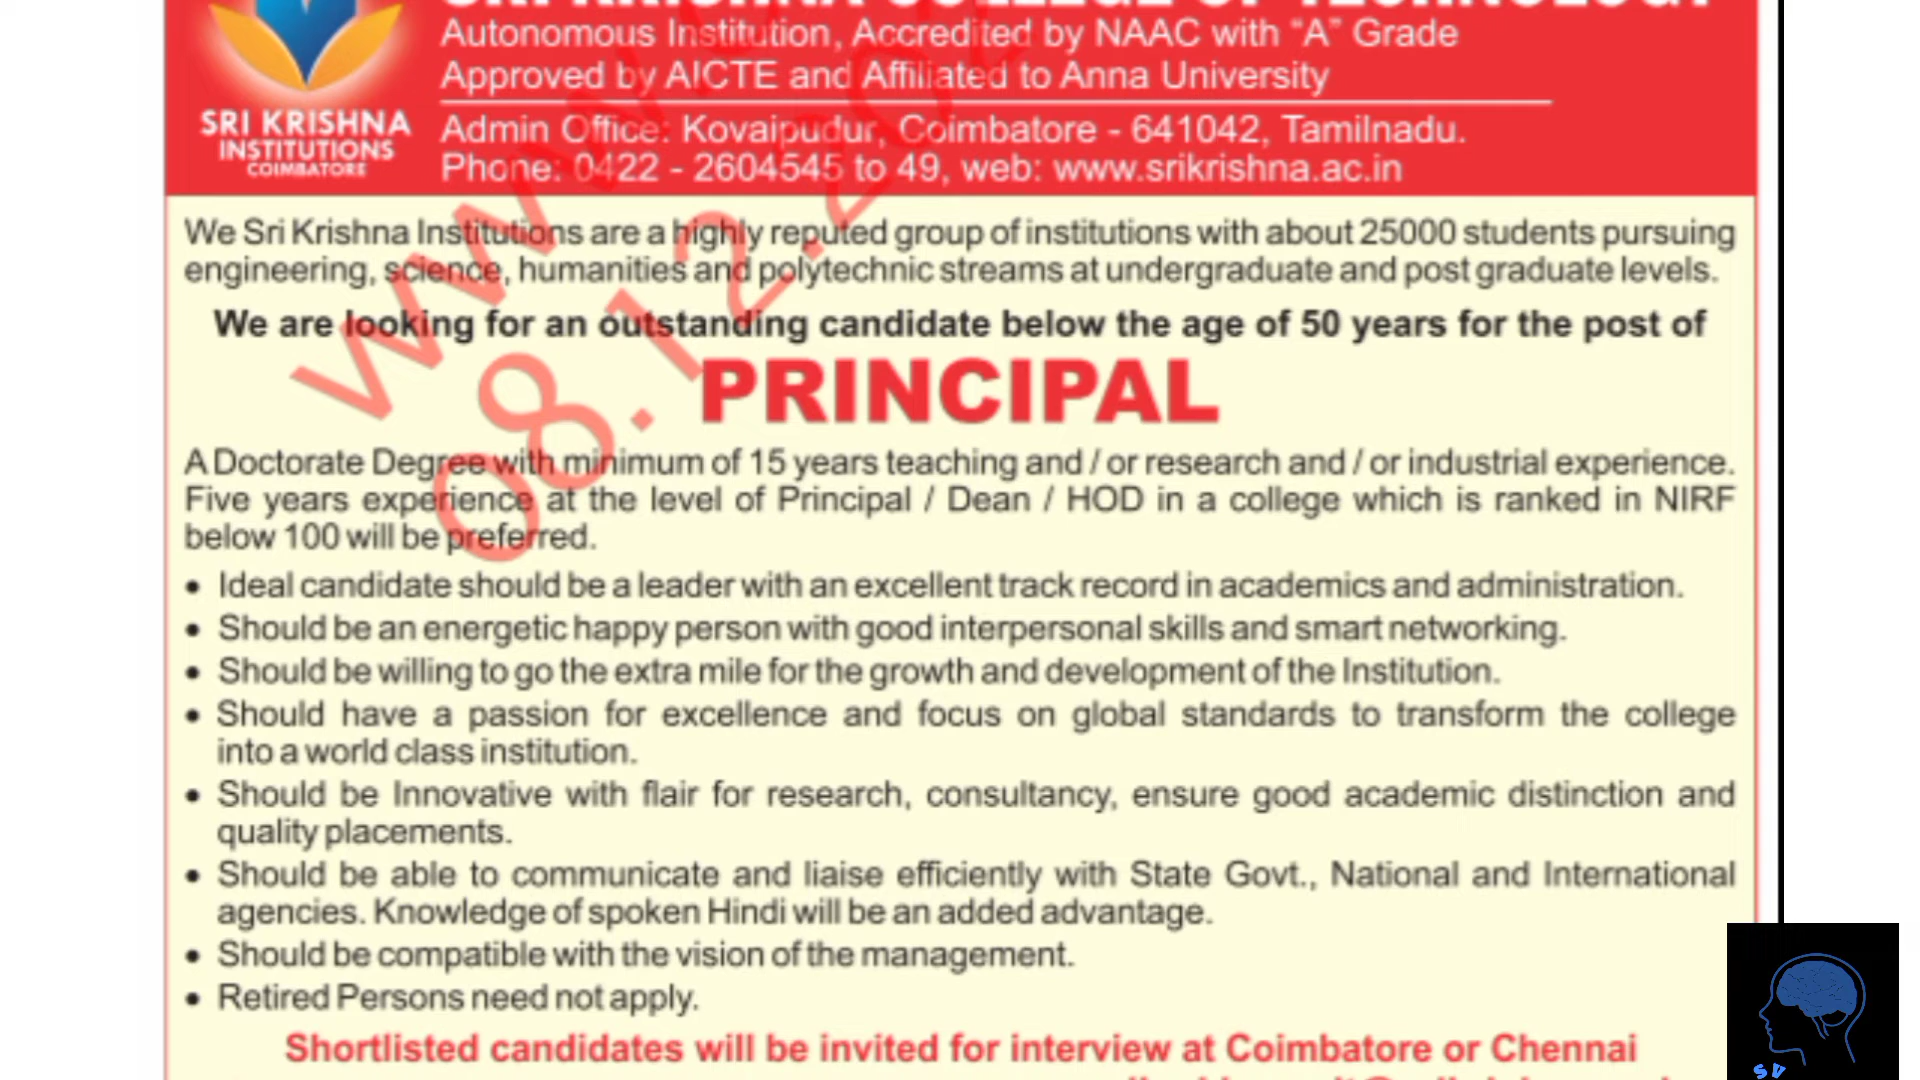 SRI KRISHNA COLLEGE OF TECHNOLOGY
Autonomous Institution, Accredited by NAAC with “A” Grade
Approved by AICTE and Affiliated to Anna University
SRI KRISHNA
INSTITUTIONS
COIMBATORE
Admin Office: Kovaipudur, Coimbatore - 641042, Tamilnadu.
Phone: 0422 - 2604545 to 49, web: www.srikrishna.ac.in
We Sri Krishna Institutions are a highly reputed group of institutions with about 25000 students pursuing
engineering, science, humanities and polytechnic streams at undergraduate and post graduate levels.
We are looking for an outstanding candidate below the age of 50 years for the post of
PRINCIPAL
A Doctorate Degree with minimum of 15 years teaching and / or research and / or industrial experience.
Five years experience at the level of Principal / Dean / HOD in a college which is ranked in NIRF
below 100 will be preferred.
• Ideal candidate should be a leader with an excellent track record in academics and administration.
• Should be an energetic happy person with good interpersonal skills and smart networking.
• Should be willing to go the extra mile for the growth and development of the Institution.
• Should have a passion for excellence and focus on global standards to transform the college
into a world class institution.
• Should be Innovative with flair for research, consultancy, ensure good academic distinction and
quality placements.
• Should be able to communicate and liaise efficiently with State Govt., National and International
agencies. Knowledge of spoken Hindi will be an added advantage.
• Should be compatible with the vision of the management.
• Retired Persons need not apply.
Shortlisted candidates will be invited for interview at Coimbatore or Chennai
SD